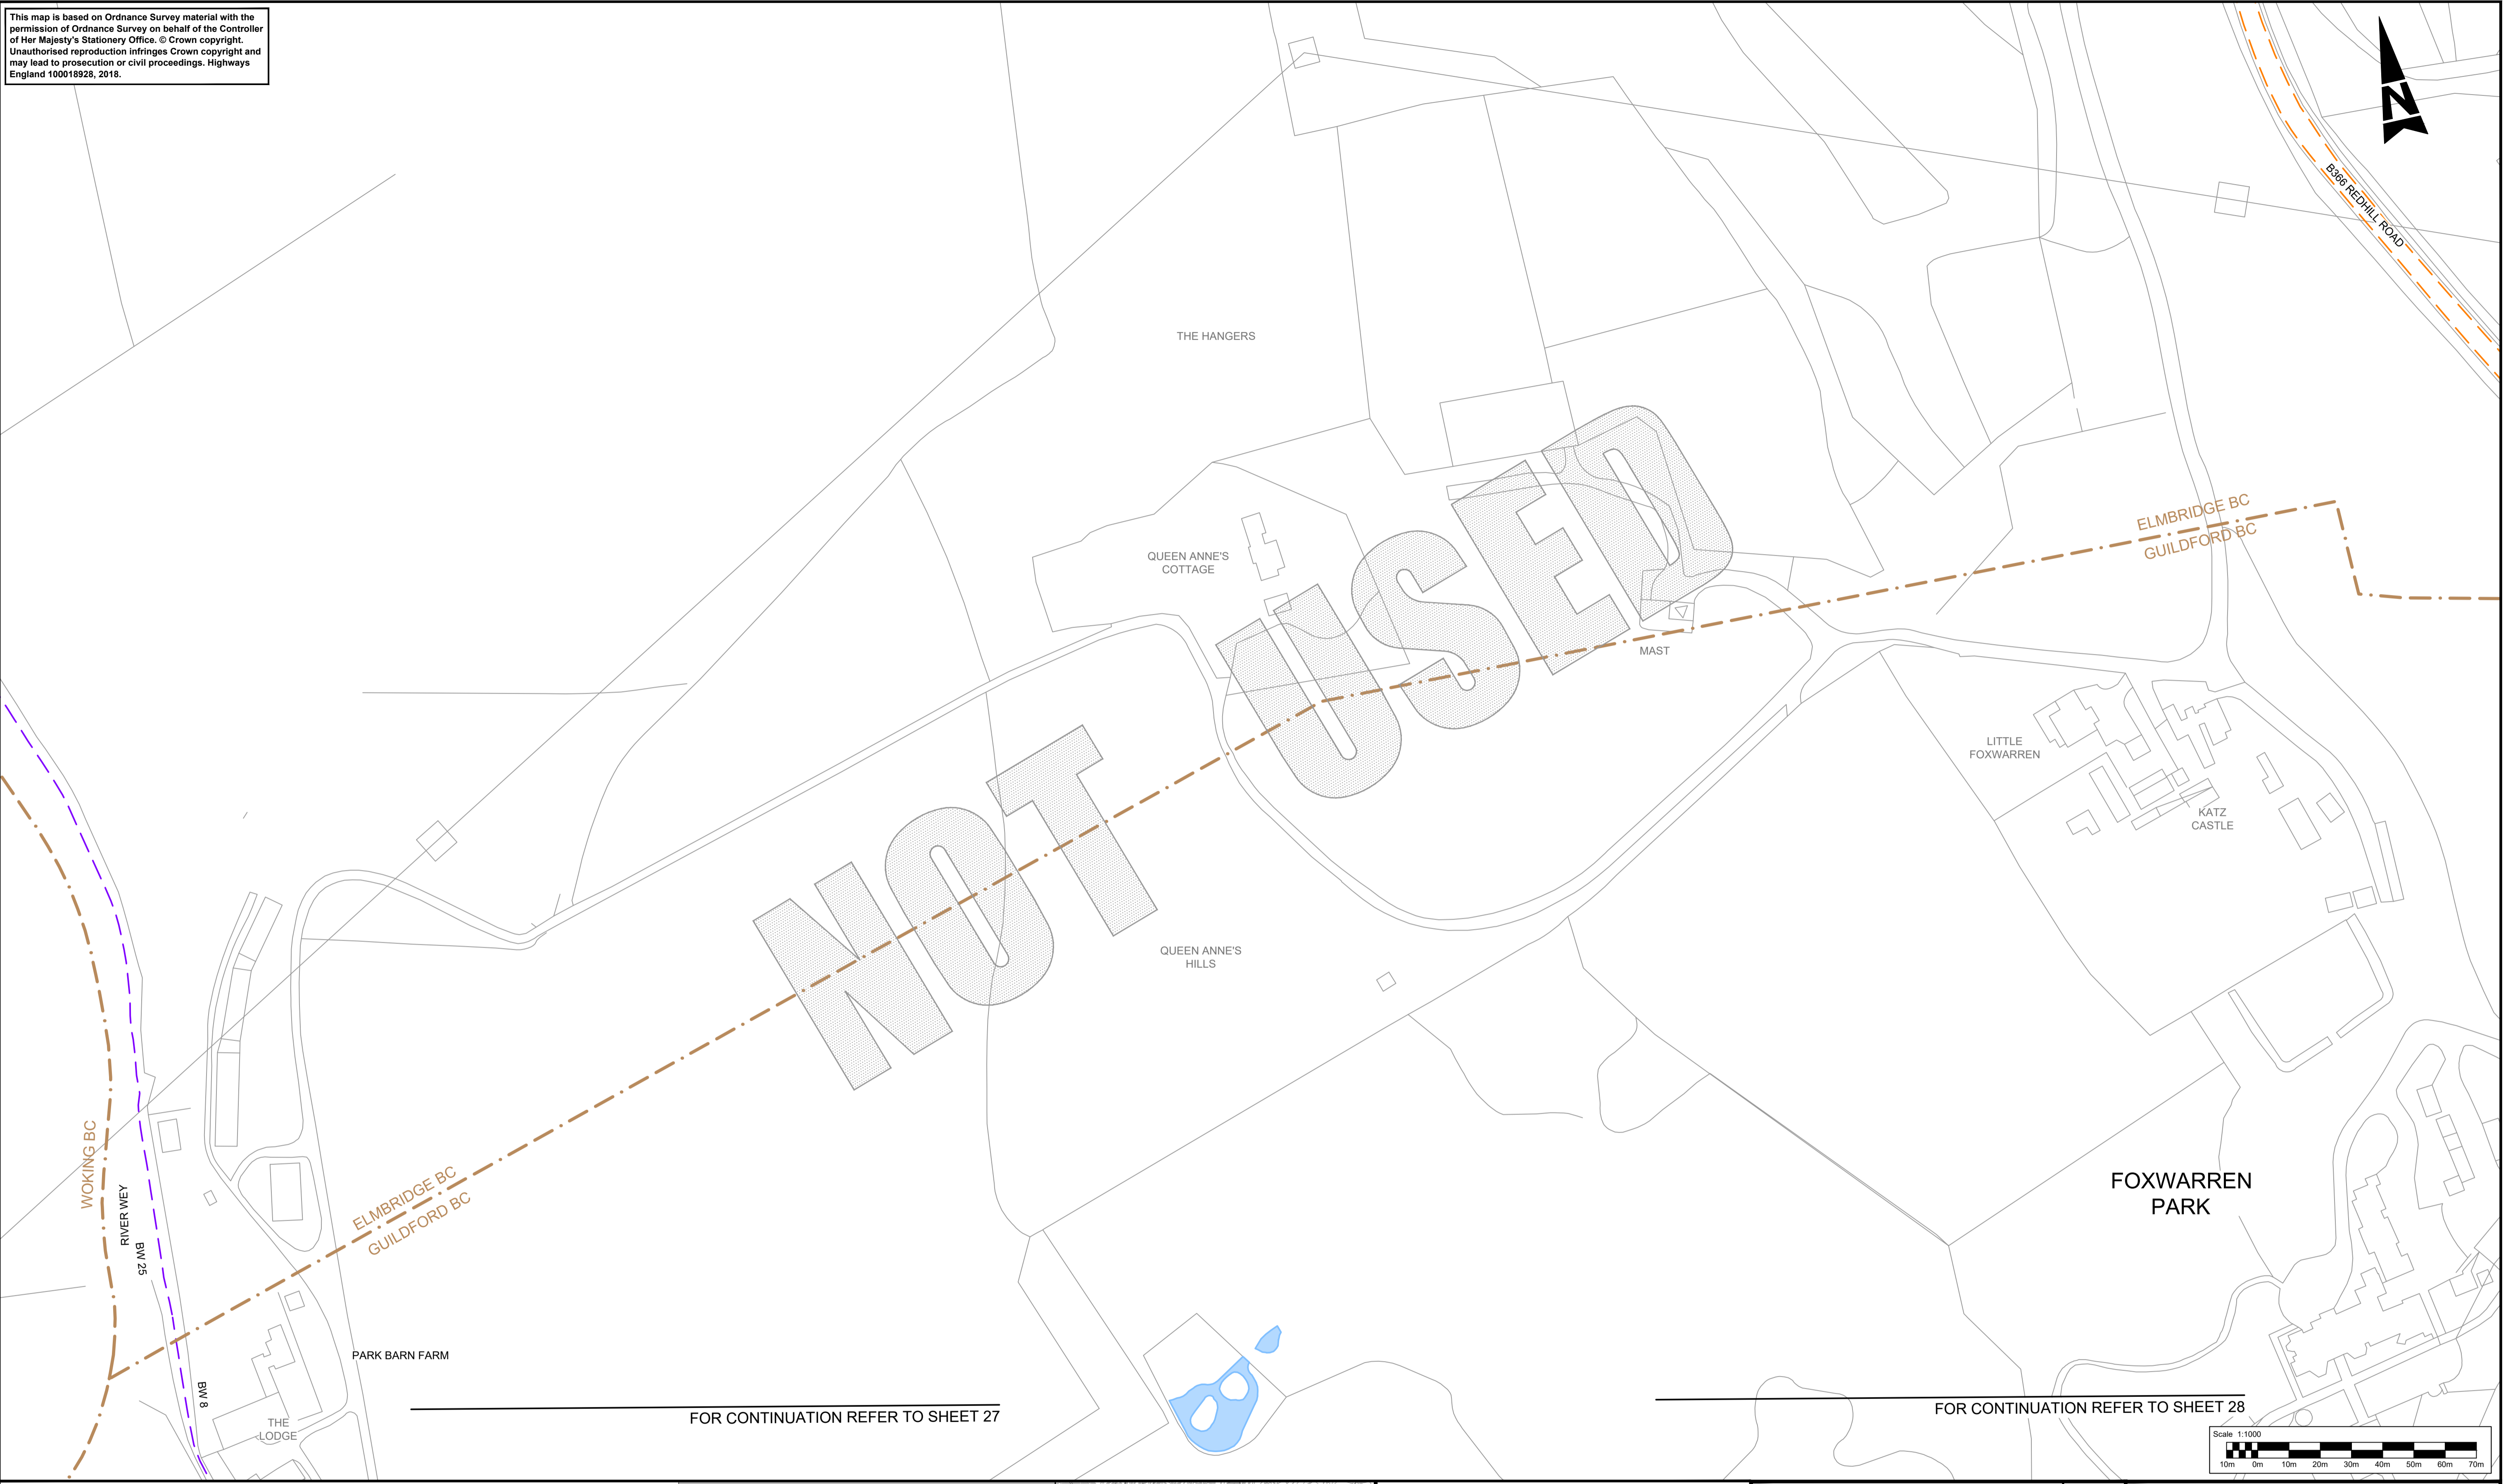 This map is based on Ordnance Survey material with the
permission of Ordnance Survey on behalf of the Controller
of Her Majesty's Stationery Office. © Crown copyright.
Unauthorised reproduction infringes Crown copyright and
may lead to prosecution or civil proceedings. Highways
England 100018928, 2018.
N
B366 REDHILL ROAD
THE HANGERS
ELMBRIDGE BC
GUILDFORD BC
QUEEN ANNE'S
COTTAGE
NOT USED
MAST
LITTLE
FOXWARREN
KATZ
CASTLE
QUEEN ANNE'S
HILLS
WOKING BC
RIVER WEY
BW 25
ELMBRIDGE BC
GUILDFORD BC
FOXWARREN
PARK
PARK BARN FARM
BW 8
THE
LODGE
FOR CONTINUATION REFER TO SHEET 27
FOR CONTINUATION REFER TO SHEET 28
Scale 1:1000
10m 0m 10m 20m 30m 40m 50m 60m 70m